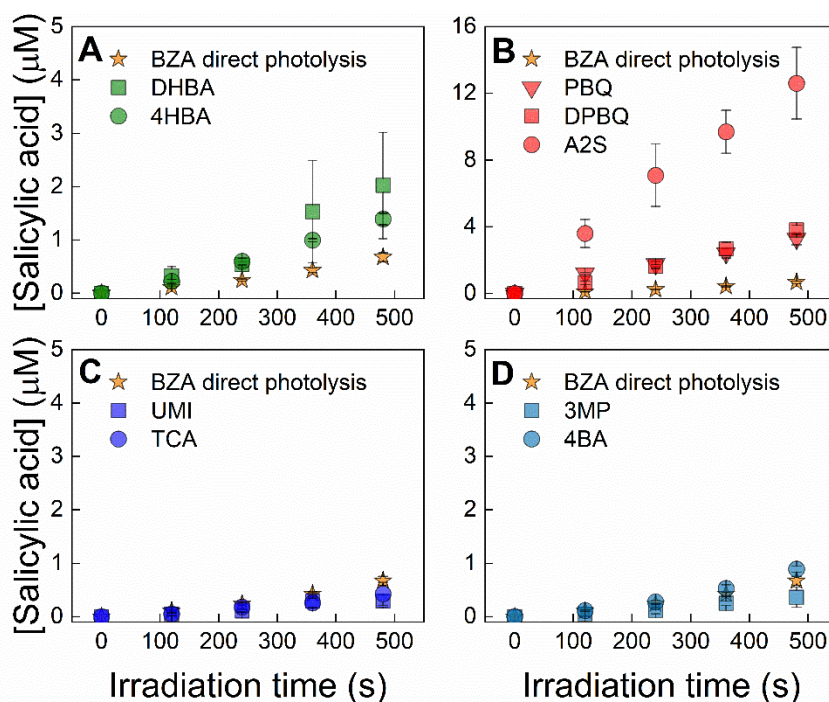 [Salicylic acid] (μM)
5
4
3
2
1
0
A
BZA direct photolysis
DHBA
4HBA
0 100 200 300 400 500
16
12
8
4
0
B
BZA direct photolysis
PBQ
DPBQ
A2S
0 100 200 300 400 500
[Salicylic acid] (μM)
5
4
3
2
1
0
C
BZA direct photolysis
UMI
TCA
0 100 200 300 400 500
Irradiation time (s)
5
4
3
2
1
0
D
BZA direct photolysis
3MP
4BA
0 100 200 300 400 500
Irradiation time (s)